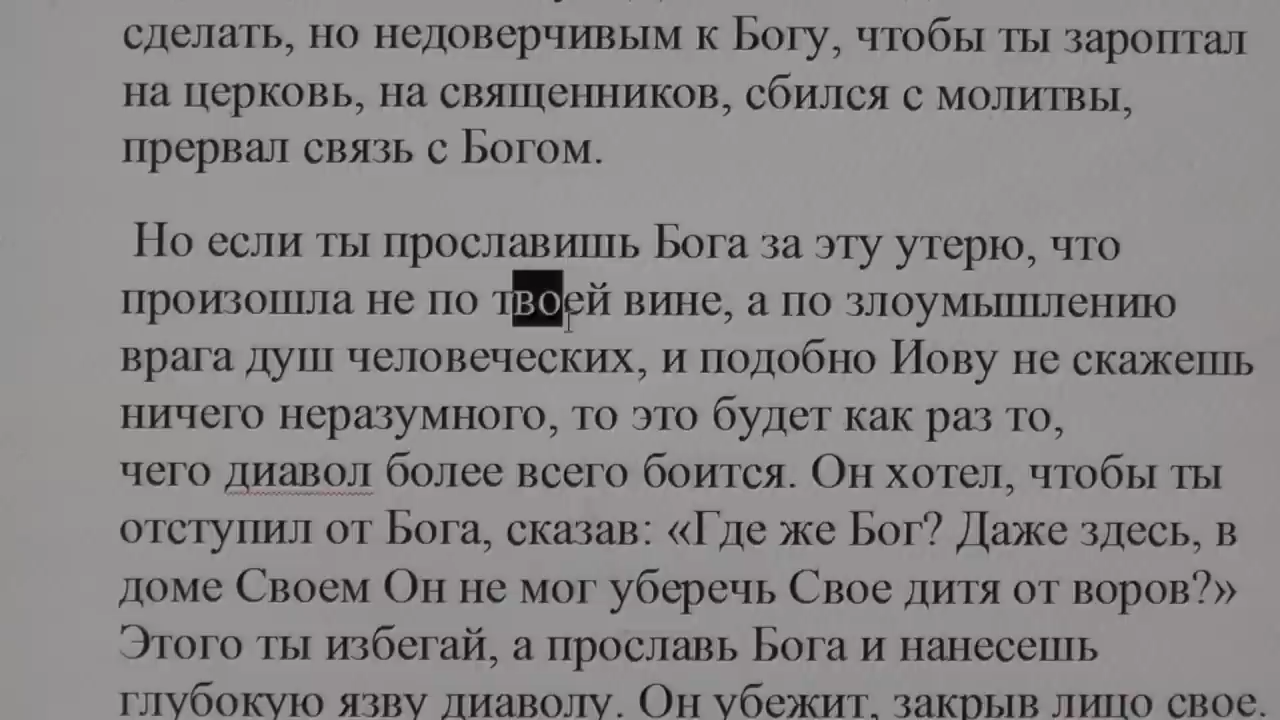 сделать, но недоверчивым к Богу, чтобы ты зароптал
на церковь, на священников, сбился с молитвы,
прервал связь с Богом.
Но если ты прославишь Бога за эту утерю, что
произошла не по твоей вине, а по злоумышлению
врага душ человеческих, и подобно Иову не скажешь
ничего неразумного, то это будет как раз то,
чего диавол более всего боится. Он хотел, чтобы ты
отступил от Бога, сказав: «Где же Бог? Даже здесь, в
доме Своем Он не мог уберечь Свое дитя от воров?»
Этого ты избегай, а прославь Бога и нанесешь
глубокую язву диаволу. Он убежит, закрыв лицо свое.